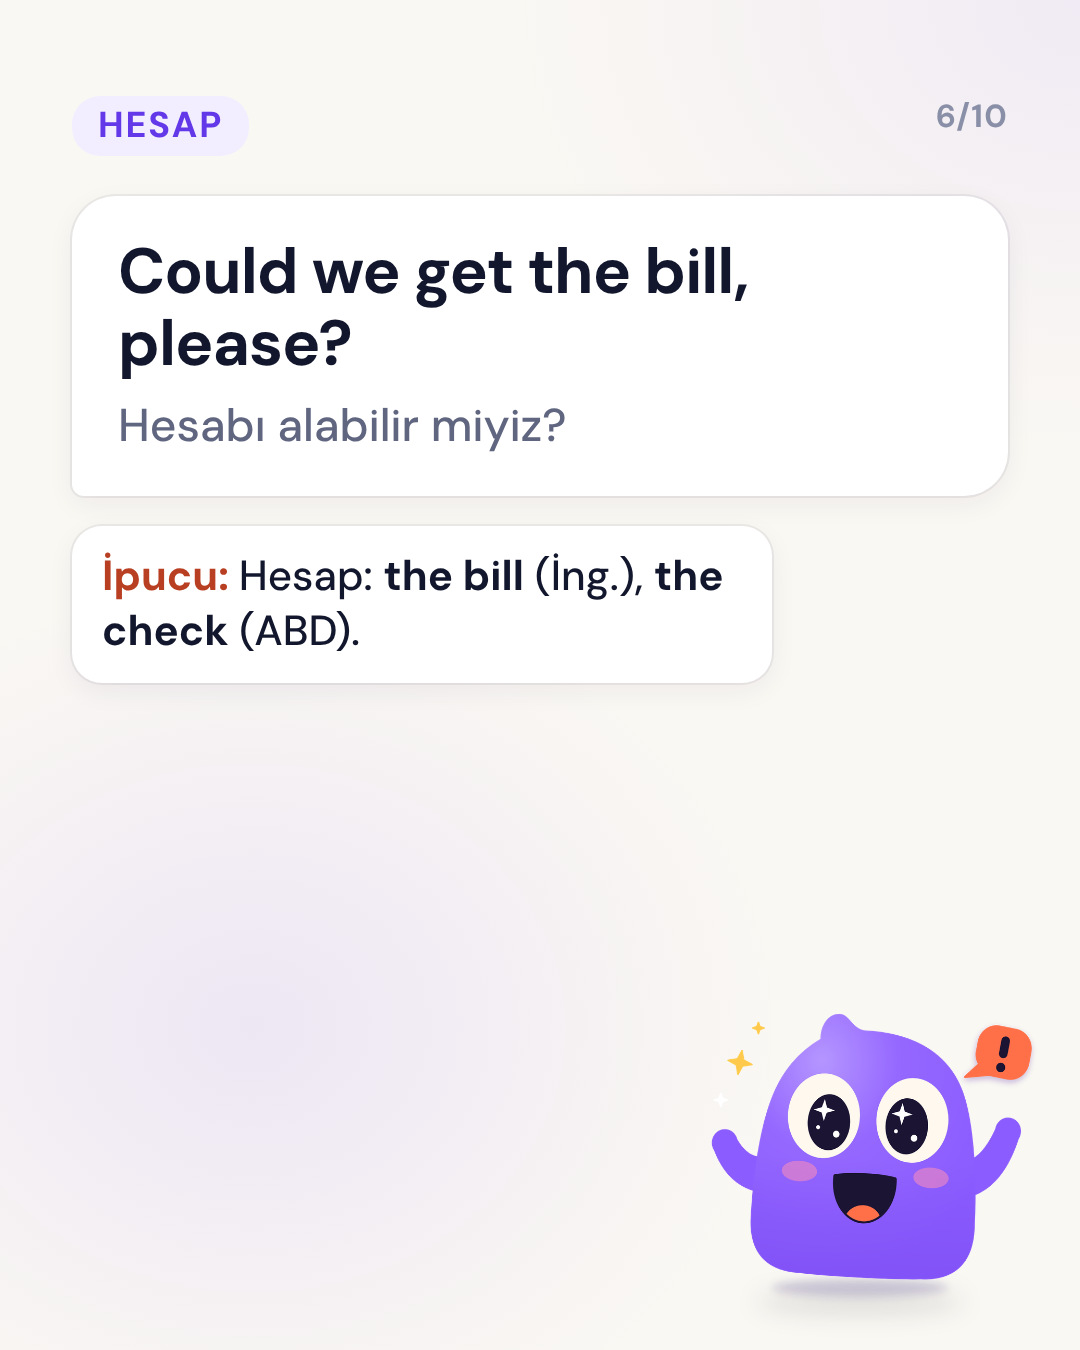 HESAP
6/10
Could we get the bill,
please?
Hesabı alabilir miyiz?
İpucu: Hesap: the bill (İng.), the
check (ABD).
!